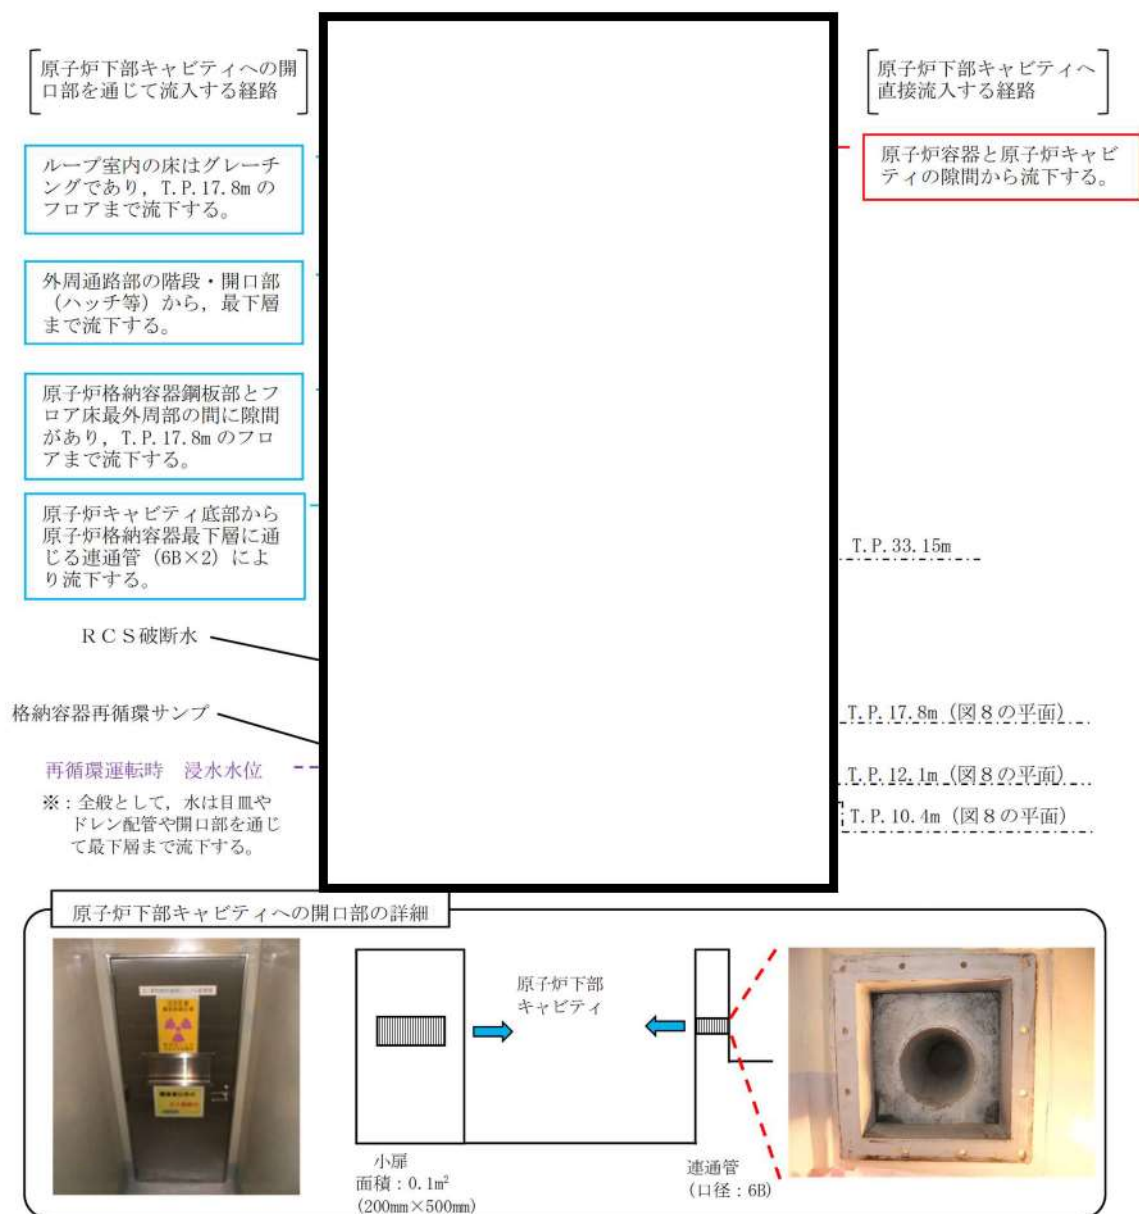 原子炉下部キャビティへの開
口部を通じて流入する経路
原子炉下部キャビティへ
直接流入する経路
ループ室内の床はグレーチ
ングであり，T.P.17.8mの
フロアまで流下する。
原子炉容器と原子炉キャビ
ティの隙間から流下する。
外周通路部の階段・開口部
（ハッチ等）から，最下層
まで流下する。
原子炉格納容器鋼板部とフ
ロア床最外周部の間に隙間
があり，T.P.17.8mのフロ
アまで流下する。
原子炉キャビティ底部から
原子炉格納容器最下層に通
じる連通管（6B×2）によ
り流下する。
T.P.33.15m
ＲＣＳ破断水
格納容器再循環サンプ
T.P.17.8m（図８の平面）
再循環運転時　浸水水位
T.P.12.1m（図８の平面）
※：全般として，水は目皿や
ドレン配管や開口部を通じ
て最下層まで流下する。
T.P.10.4m（図８の平面）
原子炉下部キャビティへの開口部の詳細
原子炉下部
キャビティ
小扉
面積：0.1m²
(200mm×500mm)
連通管
(口径：6B)